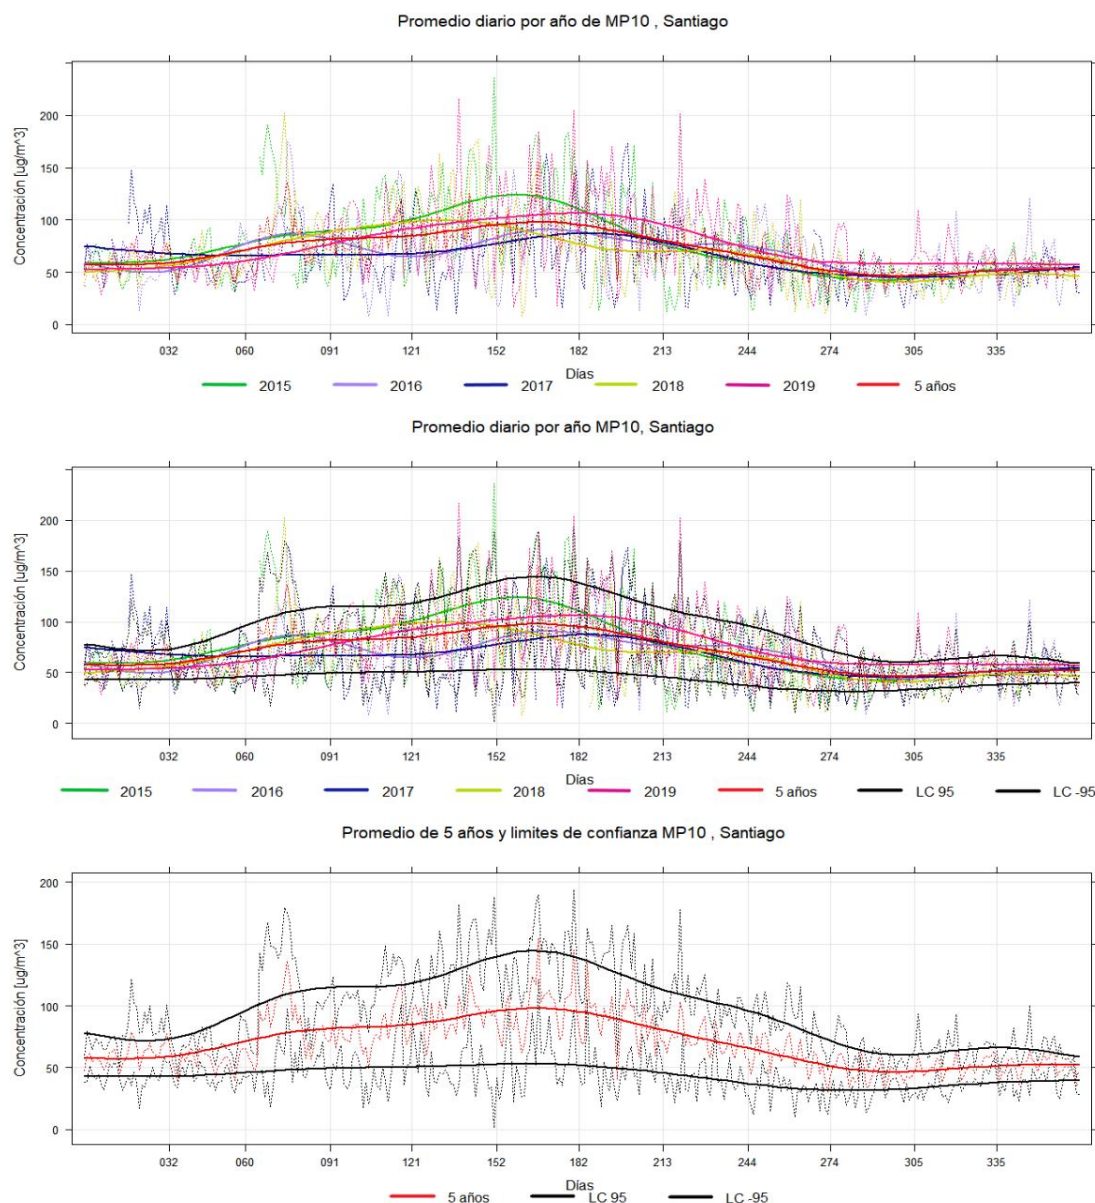 Promedio diario por año de MP10 , Santiago
Concentración [ug/m^3]
200
150
100
50
0
032 060 091 121 152 182 213 244 274 305 335
Días
2015 2016 2017 2018 2019 5 años
Promedio diario por año MP10, Santiago
Concentración [ug/m^3]
200
150
100
50
0
032 060 091 121 152 182 213 244 274 305 335
Días
2015 2016 2017 2018 2019 5 años LC 95 LC -95
Promedio de 5 años y limites de confianza MP10 , Santiago
Concentración [ug/m^3]
200
150
100
50
0
032 060 091 121 152 182 213 244 274 305 335
Días
5 años LC 95 LC -95